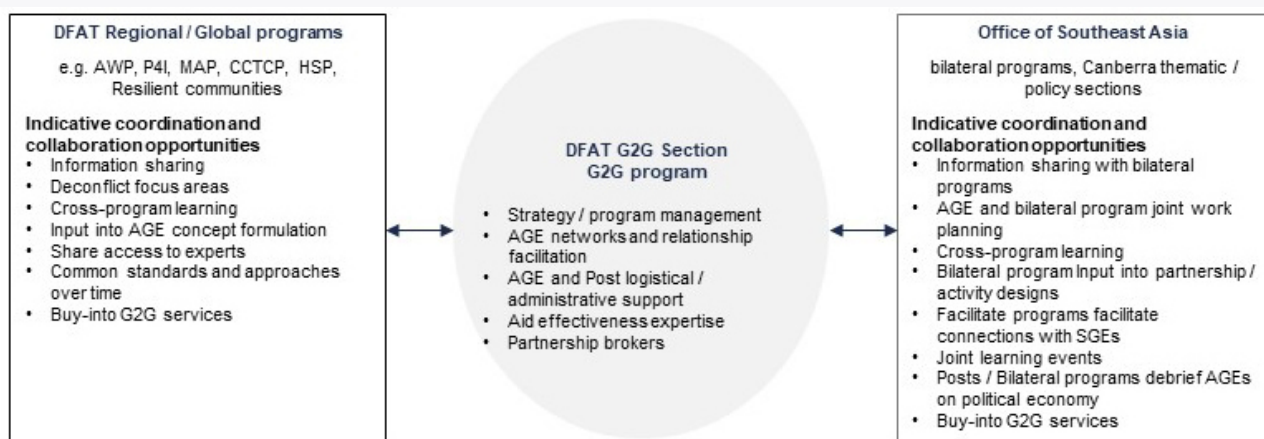 DFAT Regional / Global programs
e.g. AWP, P4I, MAP, CCTCP, HSP,
Resilient communities
Indicative coordination and
collaboration opportunities
• Information sharing
• Deconflict focus areas
• Cross-program learning
• Input into AGE concept formulation
• Share access to experts
• Common standards and approaches
over time
• Buy-into G2G services
DFAT G2G Section
G2G program
• Strategy / program management
• AGE networks and relationship
facilitation
• AGE and Post logistical /
administrative support
• Aid effectiveness expertise
• Partnership brokers
Office of Southeast Asia
bilateral programs, Canberra thematic /
policy sections
Indicative coordination and
collaboration opportunities
• Information sharing with bilateral
programs
• AGE and bilateral program joint work
planning
• Cross-program learning
• Bilateral program Input into partnership /
activity designs
• Facilitate programs facilitate
connections with SGEs
• Joint learning events
• Posts / Bilateral programs debrief AGEs
on political economy
• Buy-into G2G services